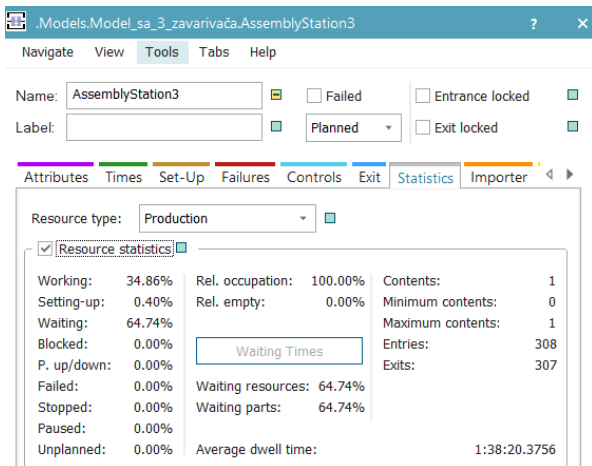 .Models.Model_sa_3_zavarivača.AssemblyStation3 ? ×
Navigate View Tools Tabs Help
Name: AssemblyStation3 Failed Entrance locked
Label: Planned Exit locked
Attributes Times Set-Up Failures Controls Exit Statistics Importer
Resource type: Production
Resource statistics
Working: 34.86% Rel. occupation: 100.00% Contents: 1
Setting-up: 0.40% Rel. empty: 0.00% Minimum contents: 0
Waiting: 64.74% Maximum contents: 1
Blocked: 0.00% Waiting Times Entries: 308
P. up/down: 0.00% Exits: 307
Failed: 0.00% Waiting resources: 64.74%
Stopped: 0.00% Waiting parts: 64.74%
Paused: 0.00%
Unplanned: 0.00% Average dwell time: 1:38:20.3756